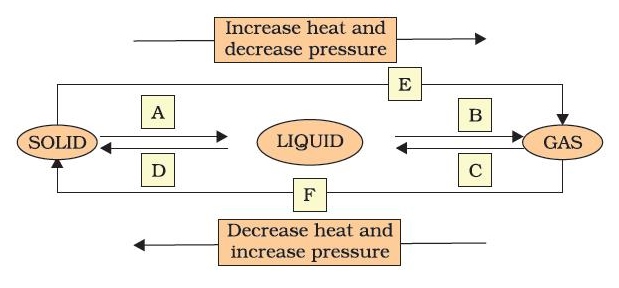 Increase heat and
decrease pressure
E
A
B
SOLID
LIQUID
GAS
D
C
F
Decrease heat and
increase pressure